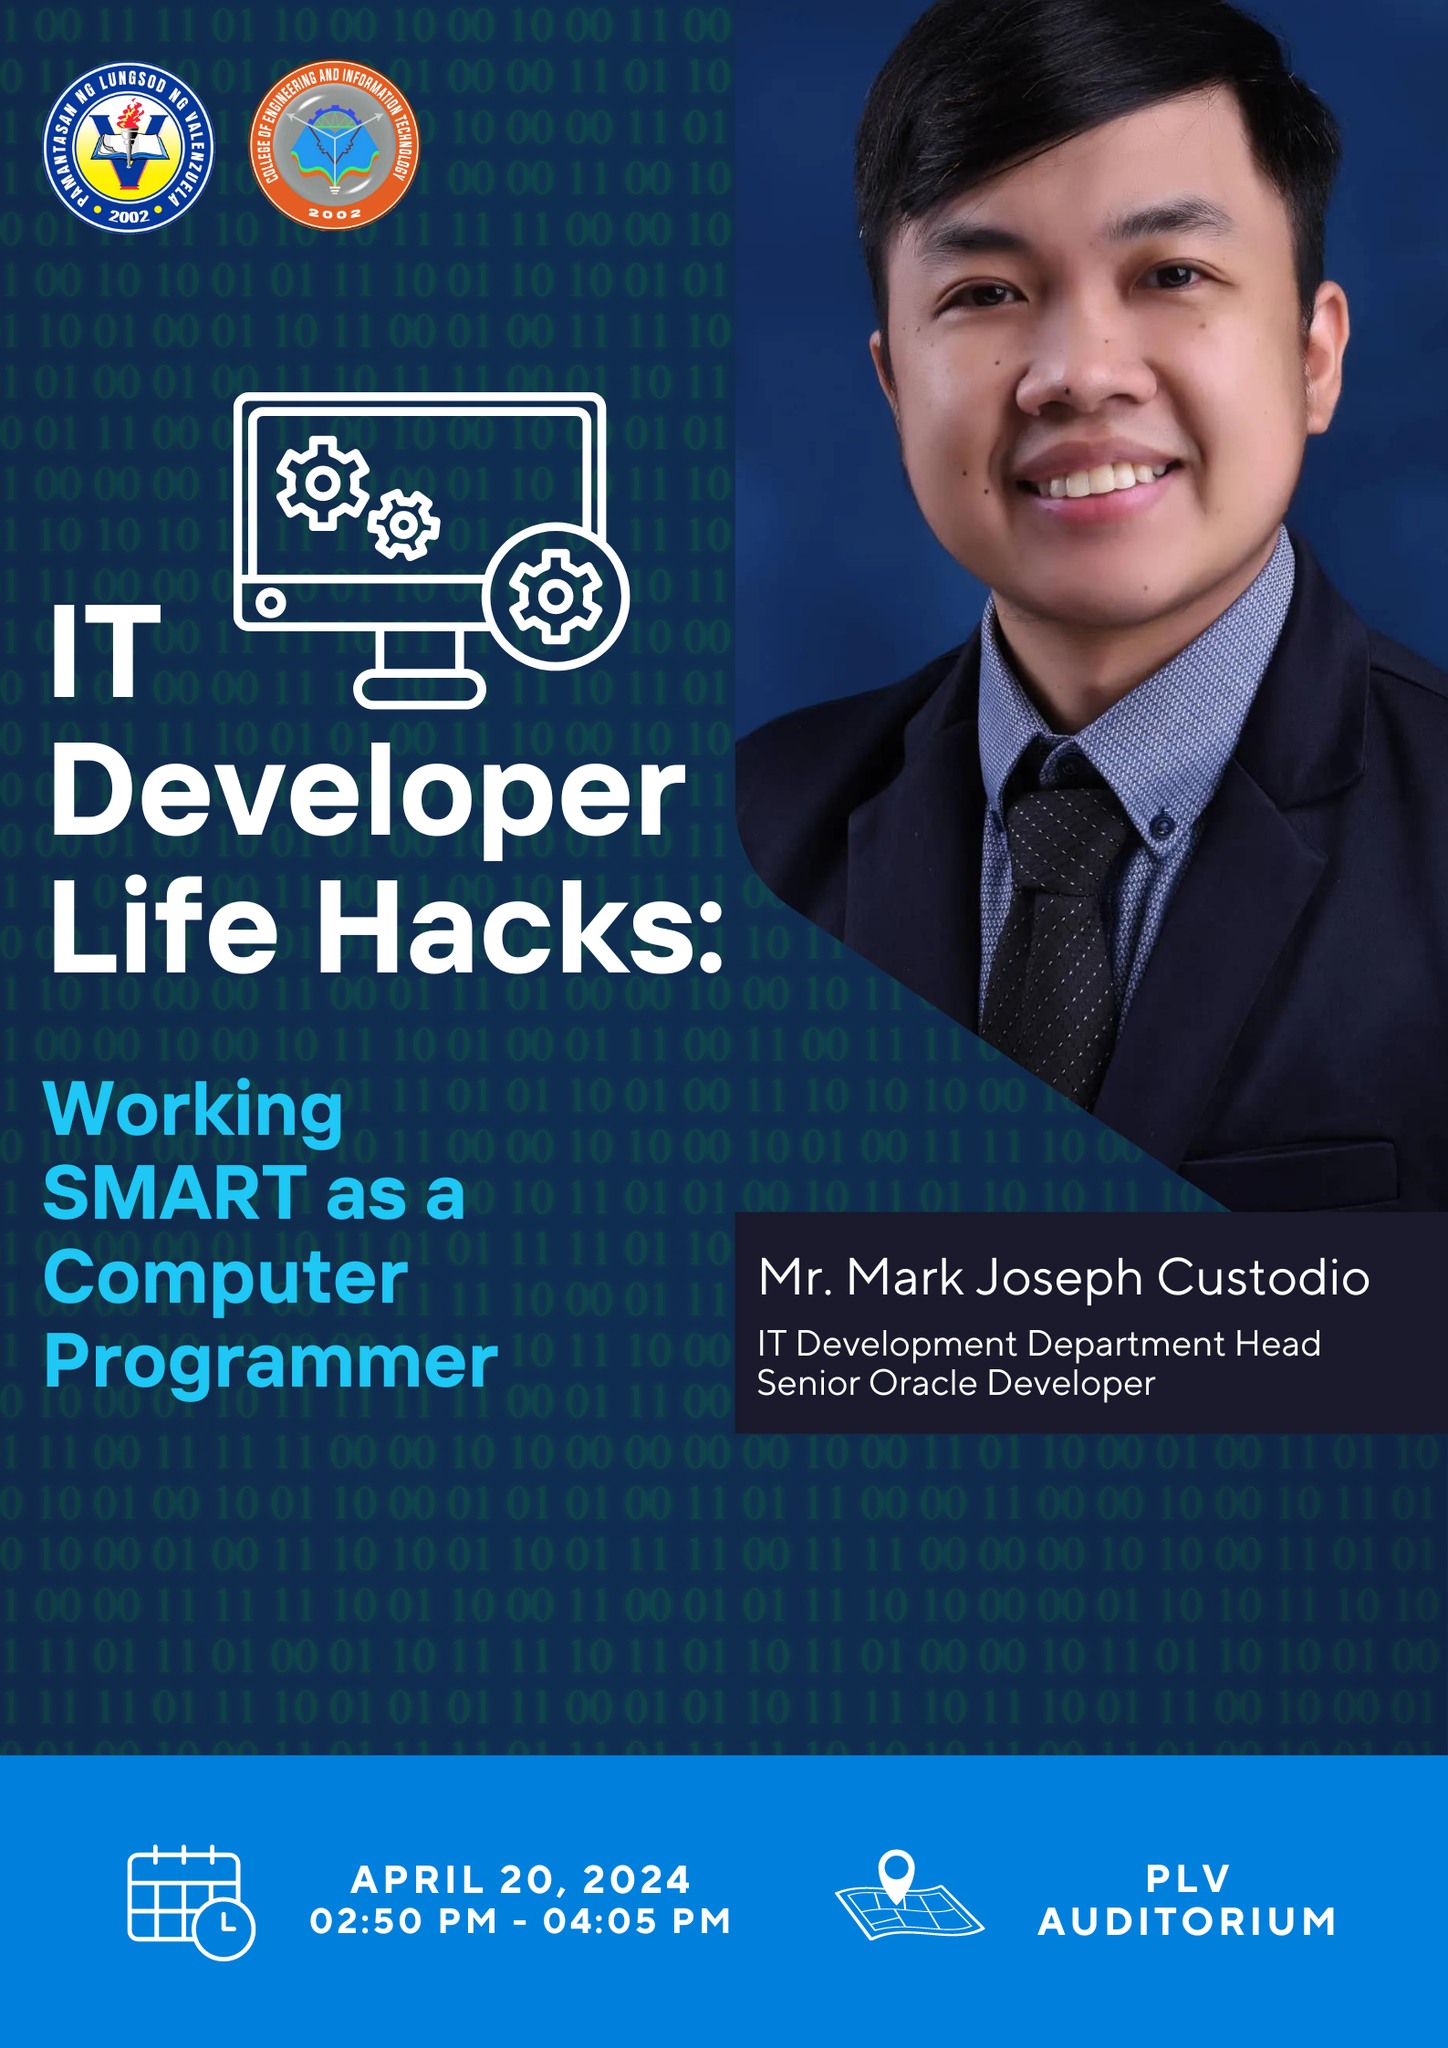 PAMANTASAN NG LUNGSOD NG VALENZUELA
2002
COLLEGE OF ENGINEERING AND INFORMATION TECHNOLOGY
2002
IT
Developer
Life Hacks:
Working
SMART as a
Computer
Programmer
Mr. Mark Joseph Custodio
IT Development Department Head
Senior Oracle Developer
APRIL 20, 2024
02:50 PM - 04:05 PM
PLV
AUDITORIUM